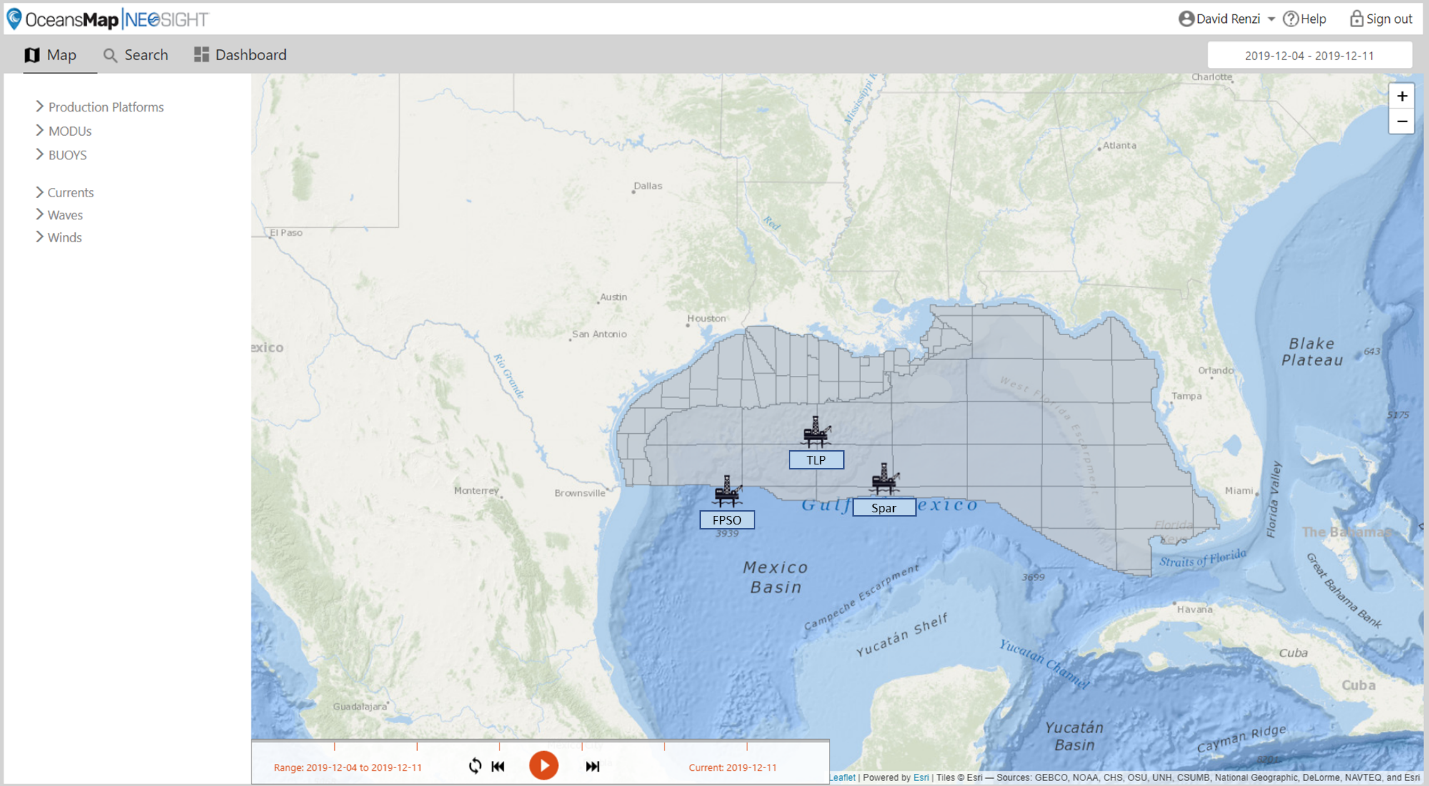 OceansMap|NEOSIGHT
David Renzi
Help
Sign out
Map
Search
Dashboard
2019-12-04 - 2019-12-11
Production Platforms
MODUs
BUOYS
Currents
Waves
Winds
+
−
Charlotte
Mississippi R
Atlanta
Dallas
Red
El Paso
Austin
Houston
San Antonio
exico
Rio Grande
Blake
Plateau
643
Orlando
Tampa
West Florida Escarpment
5175
TLP
Monterrey
Brownsville
Miami
Florida Valley
Spar
Gulf
exico
FPSO
3939
Florida
Keys
The Bahamas
Straits of Florida
Mexico
Basin
Campeche Escarpment
3699
Great Bahama Bank
Havana
Yucatán Shelf
Yucatan Channel
Cuba
Cuba
Guadalajara
Yucatán
Basin
Cayman Ridge
Range: 2019-12-04 to 2019-12-11
Current: 2019-12-11
Leaflet | Powered by Esri | Tiles © Esri — Sources: GEBCO, NOAA, CHS, OSU, UNH, CSUMB, National Geographic, DeLorme, NAVTEQ, and Esri